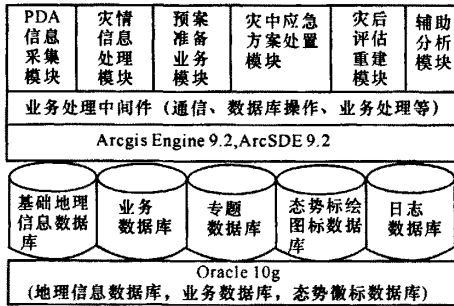 PDA
信息
采集
模块
灾情
信息
处理
模块
预案
准备
业务
模块
灾中应急
方案处置
模块
灾后
评估
重建
模块
辅助
分析
模块
业务处理中间件（通信、数据库操作、业务处理等）
Arcgis Engine 9.2,ArcSDE 9.2
基础地理
信息数据
库
业务
数据库
专题
数据库
态势标绘
图标数据
库
日志
数据库
Oracle 10g
(地理信息数据库，业务数据库，态势徽标数据库)